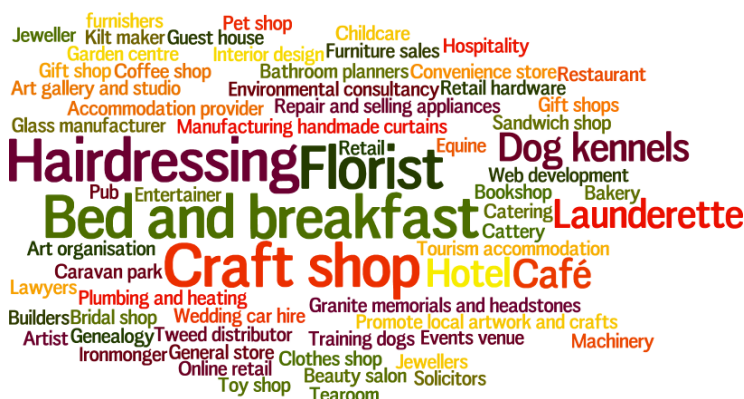 furnishers
Pet shop
Childcare
Jeweller
Kilt maker
Guest house
Hospitality
Garden centre
Interior design
Furniture sales
Gift shop
Coffee shop
Bathroom planners
Convenience store
Restaurant
Art gallery and studio
Environmental consultancy
Retail hardware
Accommodation provider
Repair and selling appliances
Gift shops
Glass manufacturer
Manufacturing handmade curtains
Sandwich shop
Hairdressing
Florist
Retail
Equine
Dog kennels
Web development
Pub
Entertainer
Bookshop
Bakery
Bed and breakfast
Catering
Launderette
Cattery
Art organisation
Craft shop
Tourism accommodation
Caravan park
Hotel
Café
Lawyers
Plumbing and heating
Granite memorials and headstones
Builders
Bridal shop
Wedding car hire
Promote local artwork and crafts
Artist
Genealogy
Tweed distributor
Training dogs
Events venue
Machinery
Ironmonger
General store
Clothes shop
Jewellers
Online retail
Beauty salon
Solicitors
Toy shop
Tearoom